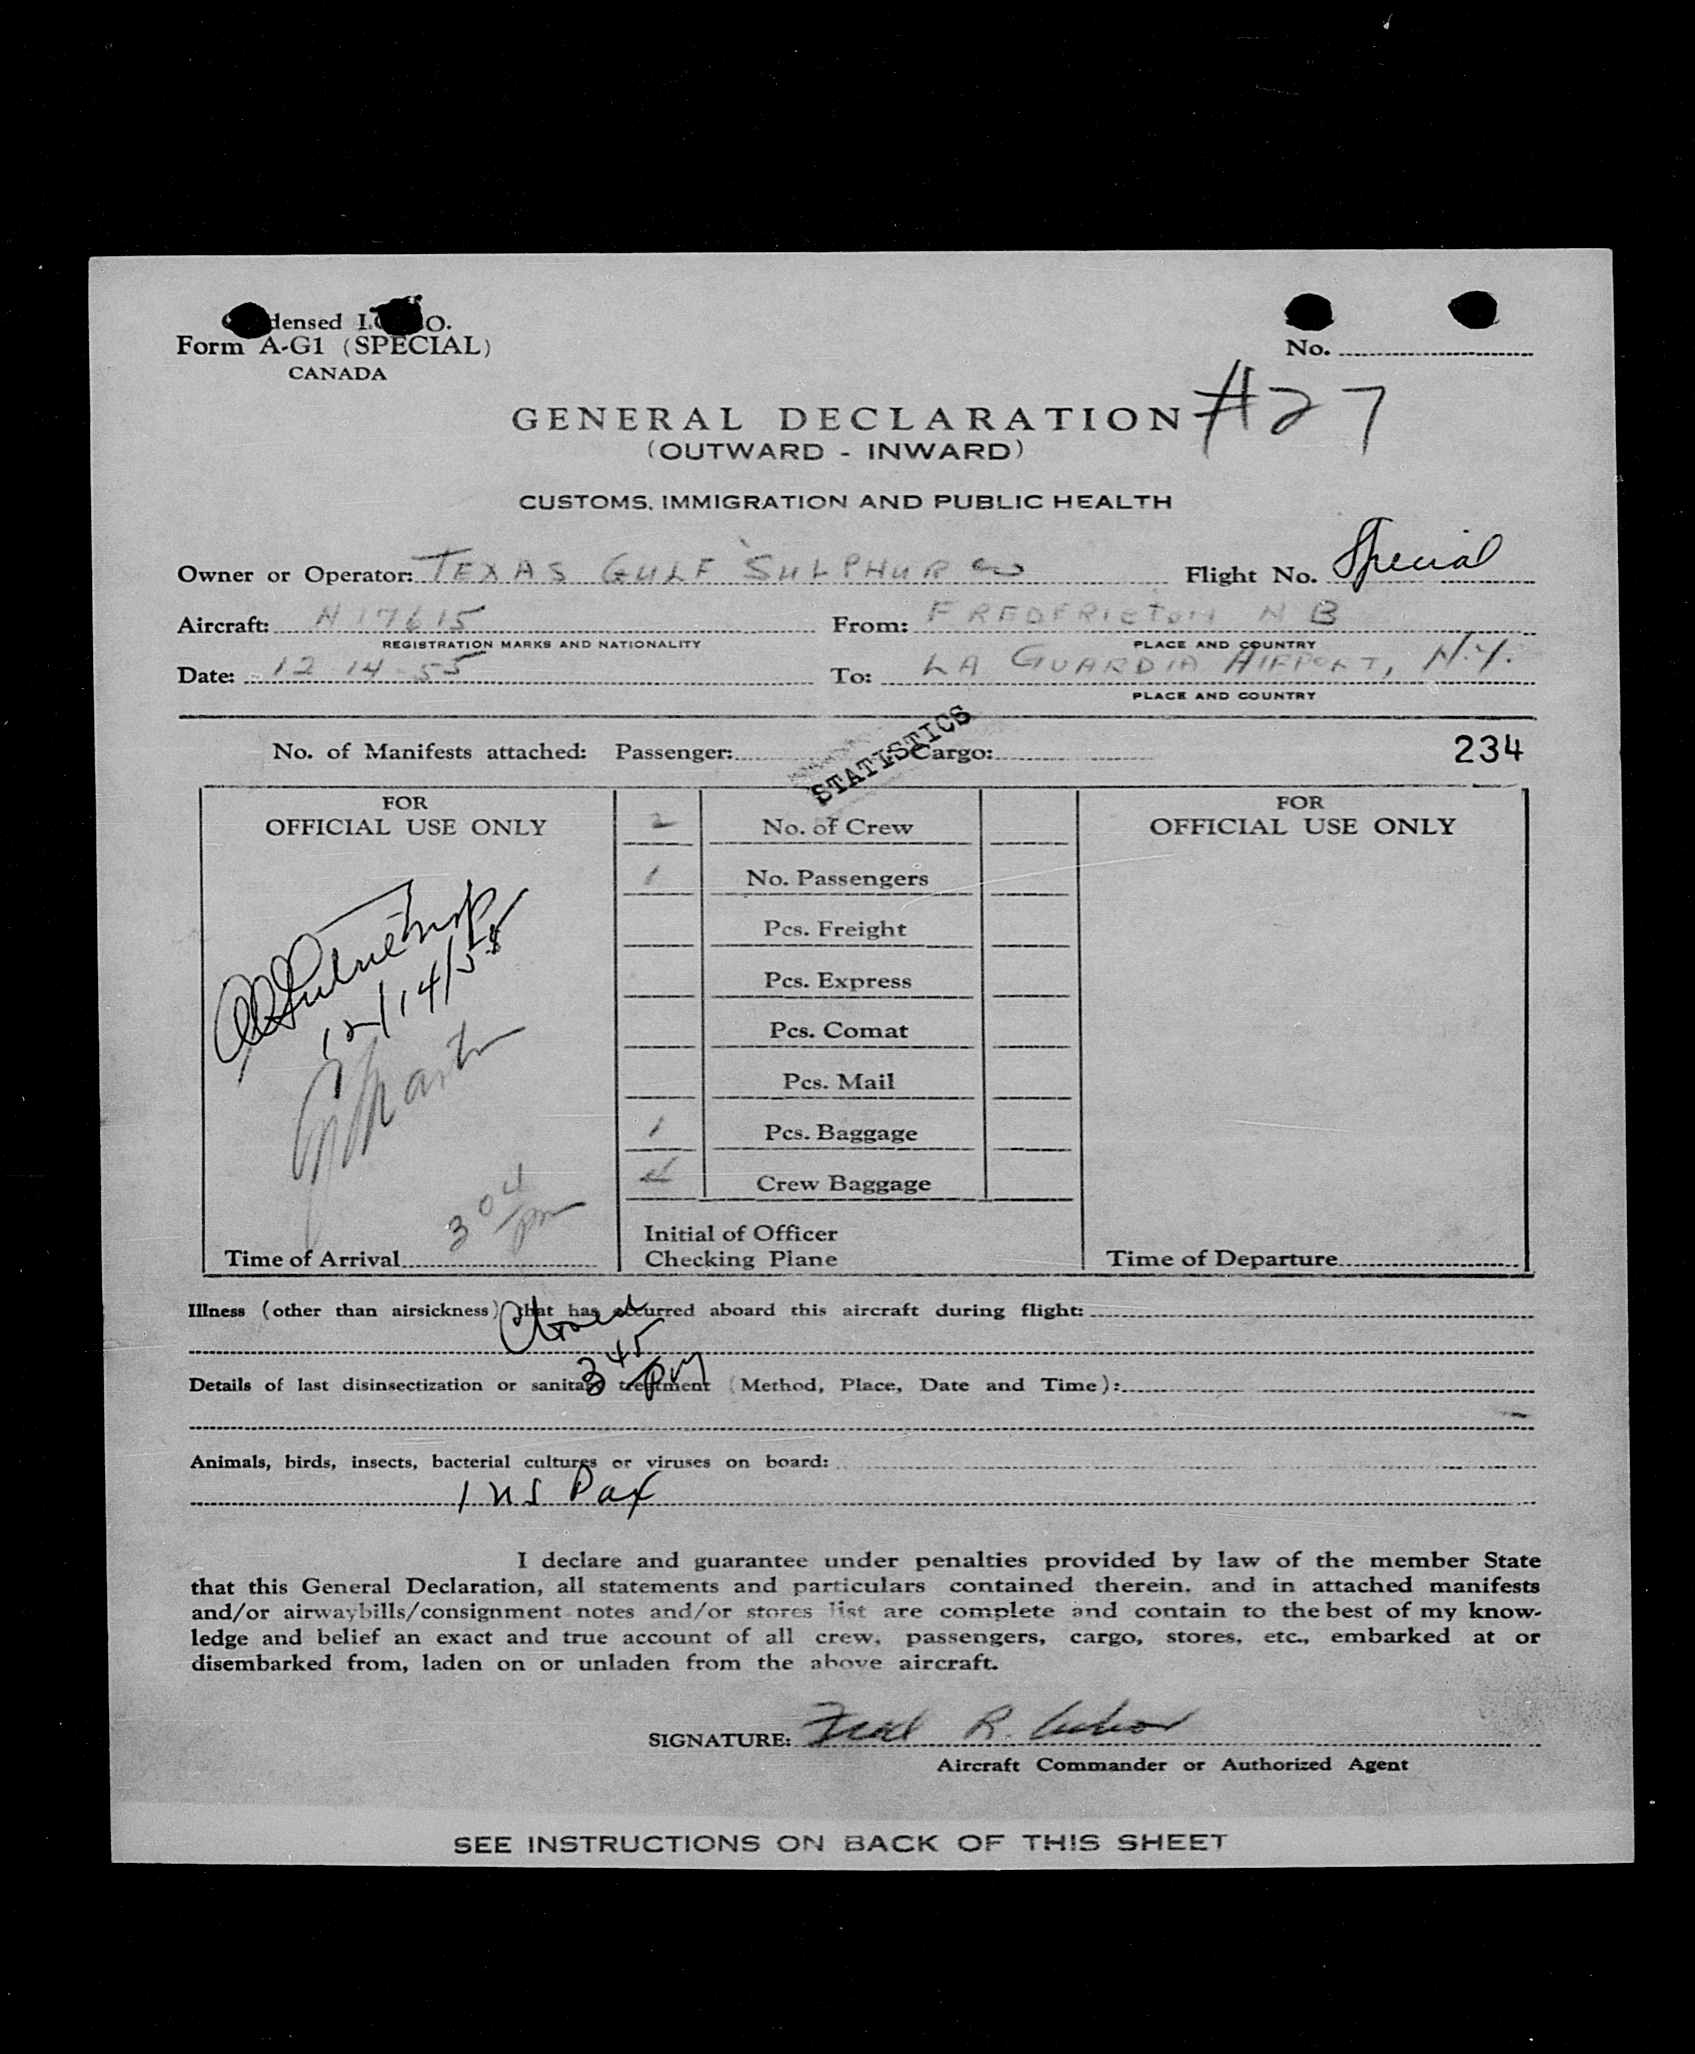 densed I. O.
Form A-G1 (SPECIAL)
CANADA
No.
#27
GENERAL DECLARATION
(OUTWARD - INWARD)
CUSTOMS, IMMIGRATION AND PUBLIC HEALTH
Owner or Operator: TEXAS GULF SULPHUR Co Flight No. Special
Aircraft: N17615 From: FREDERICTON N B
REGISTRATION MARKS AND NATIONALITY PLACE AND COUNTRY
Date: 12 14-55 To: LA GUARDIA AIRPORT, N.Y.
PLACE AND COUNTRY
No. of Manifests attached: Passenger: Cargo: 234
STATISTICS
FOR
OFFICIAL USE ONLY
12/14/55
304 pm
Time of Arrival
2 No. of Crew
1 No. Passengers
Pcs. Freight
Pcs. Express
Pcs. Comat
Pcs. Mail
1 Pcs. Baggage
Crew Baggage
Initial of Officer
Checking Plane
FOR
OFFICIAL USE ONLY
Time of Departure
Illness (other than airsickness) that has occurred aboard this aircraft during flight:
Closed
345 pm
Details of last disinsectization or sanitary treatment (Method, Place, Date and Time):
Animals, birds, insects, bacterial cultures or viruses on board:
1 US Pax
I declare and guarantee under penalties provided by law of the member State
that this General Declaration, all statements and particulars contained therein, and in attached manifests
and/or airwaybills/consignment notes and/or stores list are complete and contain to the best of my know-
ledge and belief an exact and true account of all crew, passengers, cargo, stores, etc., embarked at or
disembarked from, laden on or unladen from the above aircraft.
SIGNATURE: Fred R.
Aircraft Commander or Authorized Agent
SEE INSTRUCTIONS ON BACK OF THIS SHEET